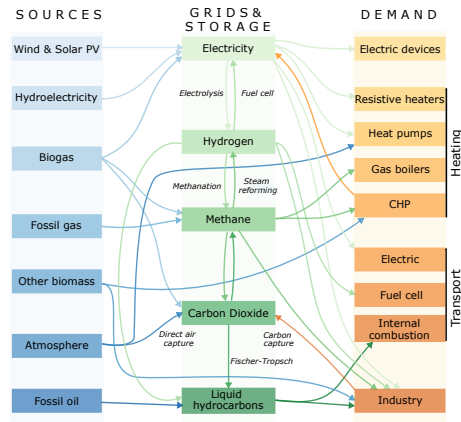 SOURCES
GRIDS &
STORAGE
DEMAND
Wind & Solar PV
Electricity
Electric devices
Hydroelectricity
Electrolysis
Fuel cell
Resistive heaters
Biogas
Hydrogen
Heat pumps
Methanation
Steam
reforming
Gas boilers
CHP
Heating
Fossil gas
Methane
Electric
Other biomass
Fuel cell
Carbon Dioxide
Internal
combustion
Transport
Atmosphere
Direct air
capture
Carbon
capture
Fischer–Tropsch
Fossil oil
Liquid
hydrocarbons
Industry